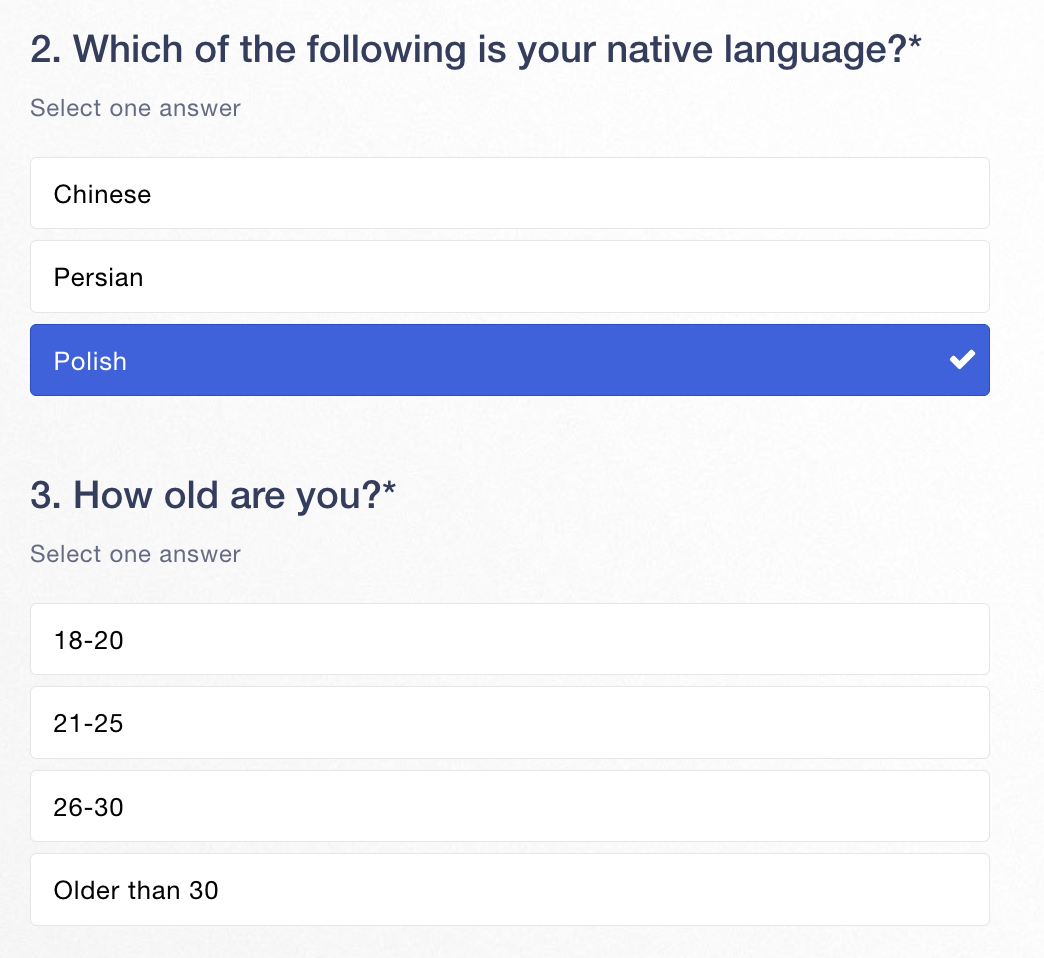 2. Which of the following is your native language?*
Select one answer
Chinese
Persian
Polish
3. How old are you?*
Select one answer
18-20
21-25
26-30
Older than 30